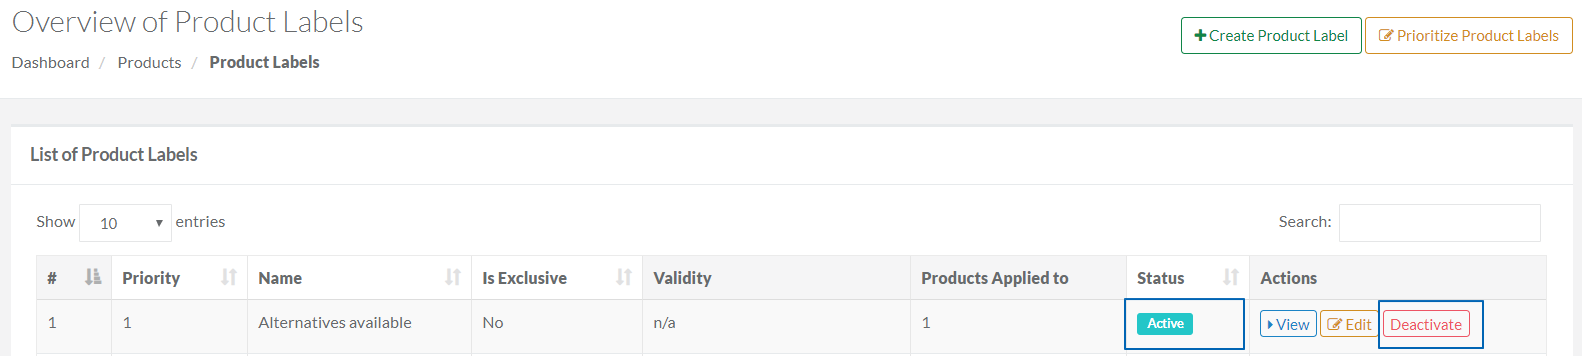 Overview of Product Labels
Create Product Label
Prioritize Product Labels
Dashboard / Products / Product Labels
List of Product Labels
Show 10 entries
Search:
# Priority Name Is Exclusive Validity Products Applied to Status Actions
1 1 Alternatives available No n/a 1 Active View Edit Deactivate